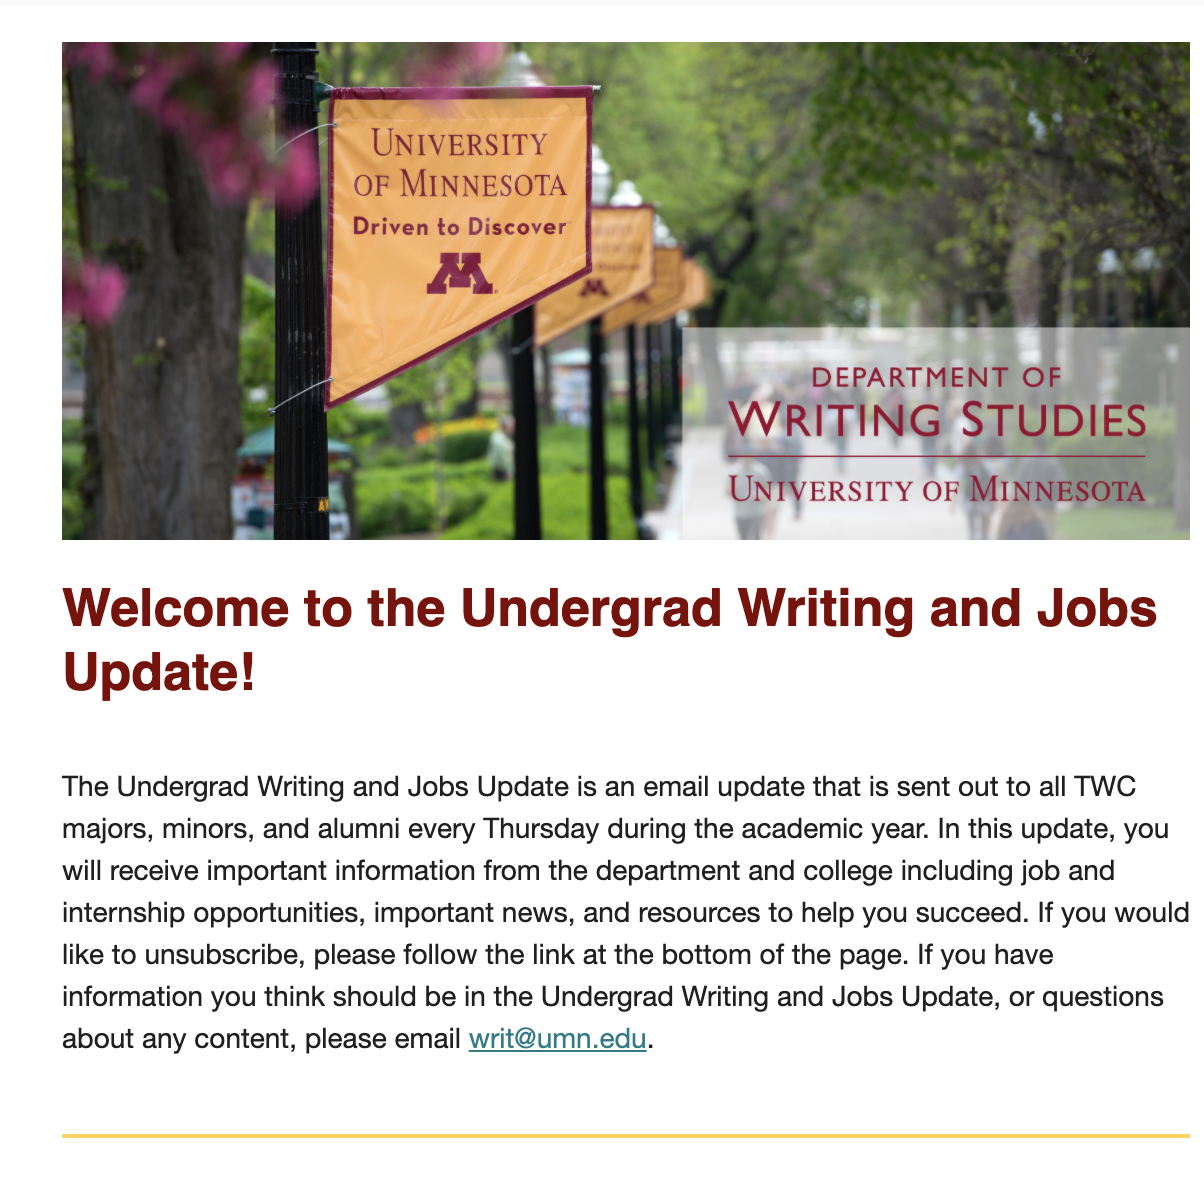 UNIVERSITY
OF MINNESOTA
Driven to Discover
M
DEPARTMENT OF
WRITING STUDIES
UNIVERSITY OF MINNESOTA
Welcome to the Undergrad Writing and Jobs
Update!
The Undergrad Writing and Jobs Update is an email update that is sent out to all TWC
majors, minors, and alumni every Thursday during the academic year. In this update, you
will receive important information from the department and college including job and
internship opportunities, important news, and resources to help you succeed. If you would
like to unsubscribe, please follow the link at the bottom of the page. If you have
information you think should be in the Undergrad Writing and Jobs Update, or questions
about any content, please email writ@umn.edu.